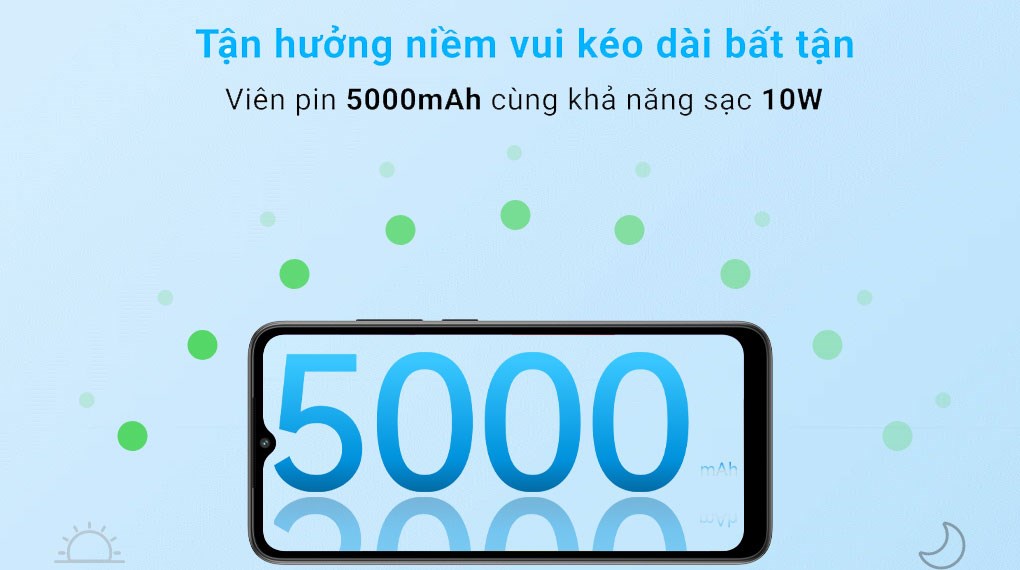 Tận hưởng niềm vui kéo dài bất tận
Viên pin 5000mAh cùng khả năng sạc 10W
5000 mAh